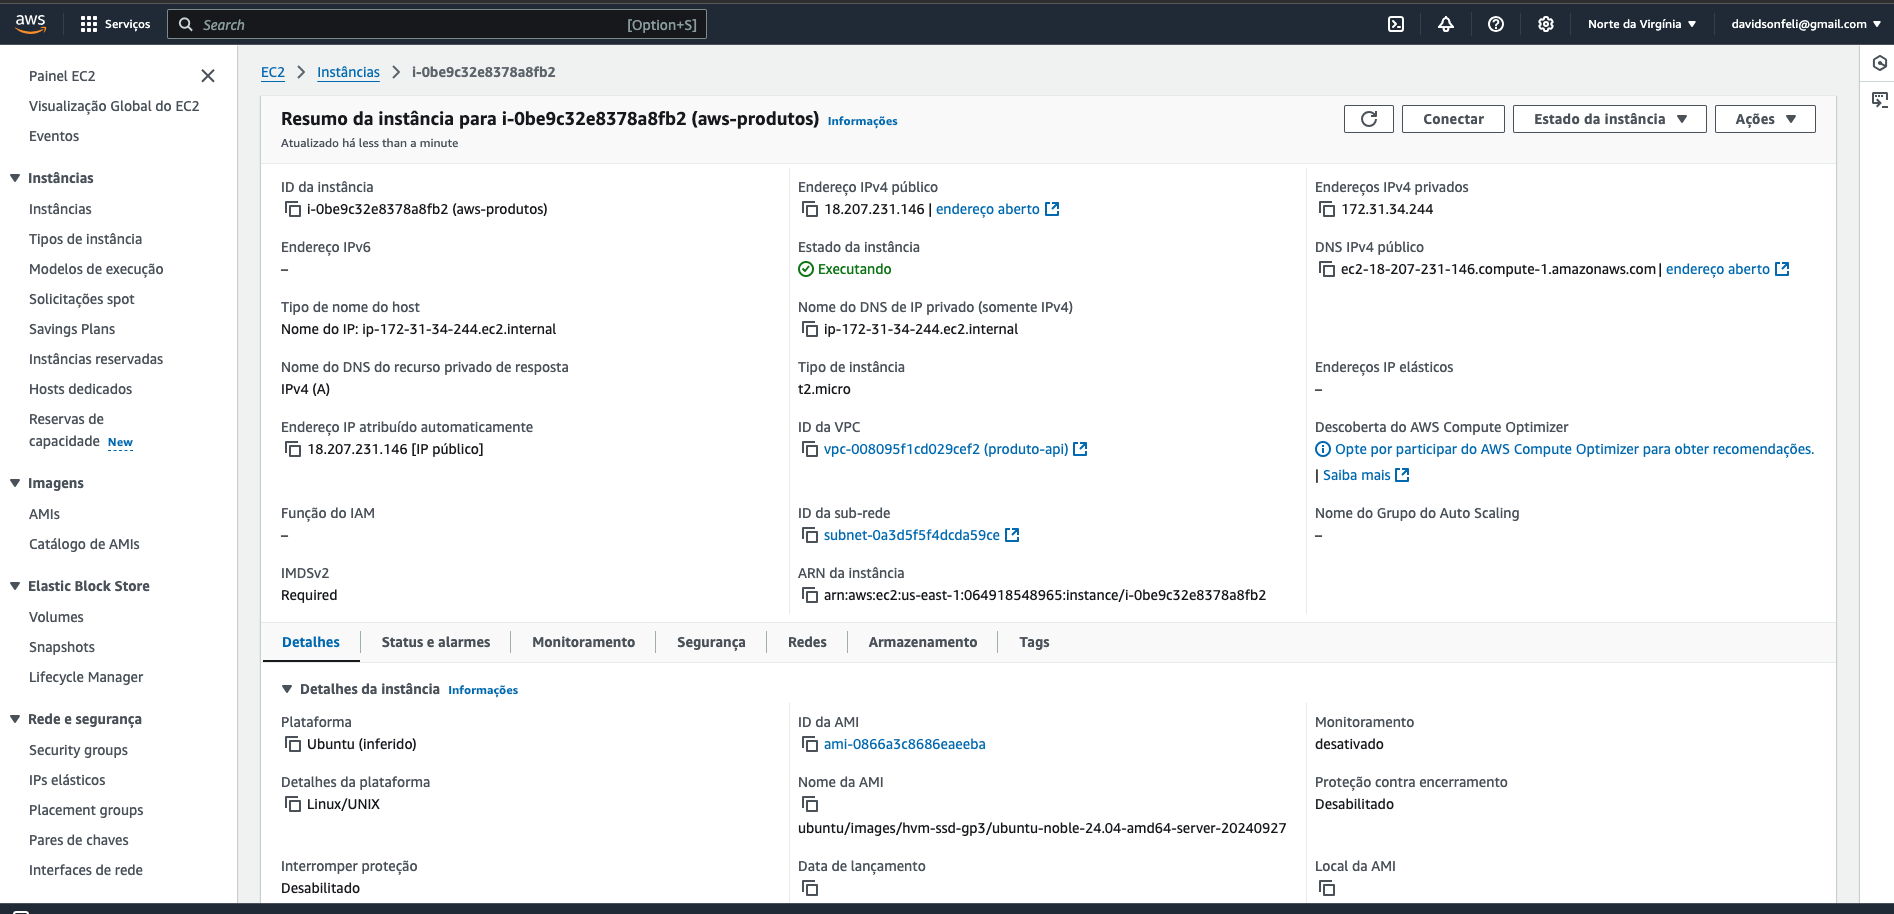 aws
Serviços
Search
[Option+S]
Norte da Virgínia
davidsonfeli@gmail.com
Painel EC2
Visualização Global do EC2
Eventos
Instâncias
Instâncias
Tipos de instância
Modelos de execução
Solicitações spot
Savings Plans
Instâncias reservadas
Hosts dedicados
Reservas de
capacidade New
Imagens
AMIs
Catálogo de AMIs
Elastic Block Store
Volumes
Snapshots
Lifecycle Manager
Rede e segurança
Security groups
IPs elásticos
Placement groups
Pares de chaves
Interfaces de rede
EC2 > Instâncias > i-0be9c32e8378a8fb2
Resumo da instância para i-0be9c32e8378a8fb2 (aws-produtos) Informações
Atualizado há less than a minute
Conectar
Estado da instância
Ações
ID da instância
i-0be9c32e8378a8fb2 (aws-produtos)
Endereço IPv4 público
18.207.231.146 | endereço aberto
Endereços IPv4 privados
172.31.34.244
Endereço IPv6
–
Estado da instância
Executando
DNS IPv4 público
ec2-18-207-231-146.compute-1.amazonaws.com | endereço aberto
Tipo de nome do host
Nome do IP: ip-172-31-34-244.ec2.internal
Nome do DNS de IP privado (somente IPv4)
ip-172-31-34-244.ec2.internal
Nome do DNS do recurso privado de resposta
IPv4 (A)
Tipo de instância
t2.micro
Endereços IP elásticos
–
Endereço IP atribuído automaticamente
18.207.231.146 [IP público]
ID da VPC
vpc-008095f1cd029cef2 (produto-api)
Descoberta do AWS Compute Optimizer
Opte por participar do AWS Compute Optimizer para obter recomendações.
| Saiba mais
Função do IAM
–
ID da sub-rede
subnet-0a3d5f5f4dcda59ce
Nome do Grupo do Auto Scaling
–
IMDSv2
Required
ARN da instância
arn:aws:ec2:us-east-1:064918548965:instance/i-0be9c32e8378a8fb2
Detalhes
Status e alarmes
Monitoramento
Segurança
Redes
Armazenamento
Tags
Detalhes da instância Informações
Plataforma
Ubuntu (inferido)
ID da AMI
ami-0866a3c8686eaeeba
Monitoramento
desativado
Detalhes da plataforma
Linux/UNIX
Nome da AMI
ubuntu/images/hvm-ssd-gp3/ubuntu-noble-24.04-amd64-server-20240927
Proteção contra encerramento
Desabilitado
Interromper proteção
Desabilitado
Data de lançamento
Local da AMI